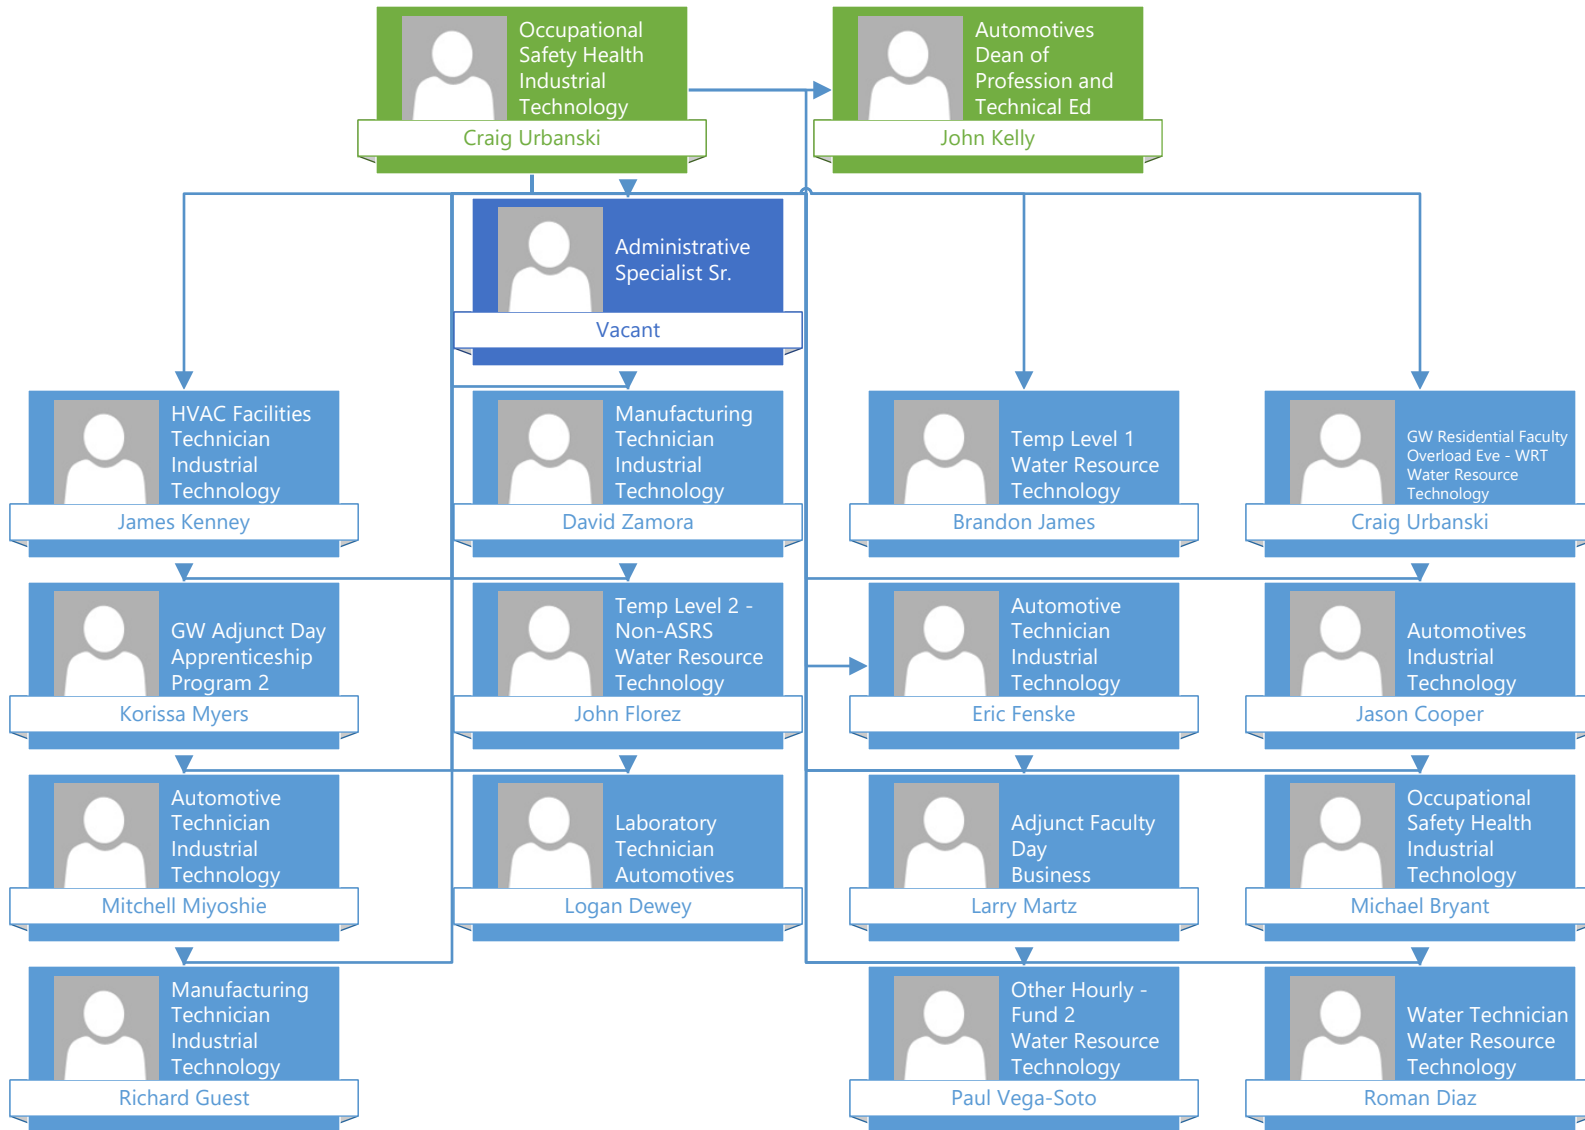 Occupational
Safety Health
Industrial
Technology
Craig Urbanski
Automotives
Dean of
Profession and
Technical Ed
John Kelly
Administrative
Specialist Sr.
Vacant
HVAC Facilities
Technician
Industrial
Technology
James Kenney
Manufacturing
Technician
Industrial
Technology
David Zamora
Temp Level 1
Water Resource
Technology
Brandon James
GW Residential Faculty
Overload Eve - WRT
Water Resource
Technology
Craig Urbanski
GW Adjunct Day
Apprenticeship
Program 2
Korissa Myers
Temp Level 2 -
Non-ASRS
Water Resource
Technology
John Florez
Automotive
Technician
Industrial
Technology
Eric Fenske
Automotives
Industrial
Technology
Jason Cooper
Automotive
Technician
Industrial
Technology
Mitchell Miyoshie
Laboratory
Technician
Automotives
Logan Dewey
Adjunct Faculty
Day
Business
Larry Martz
Occupational
Safety Health
Industrial
Technology
Michael Bryant
Manufacturing
Technician
Industrial
Technology
Richard Guest
Other Hourly -
Fund 2
Water Resource
Technology
Paul Vega-Soto
Water Technician
Water Resource
Technology
Roman Diaz